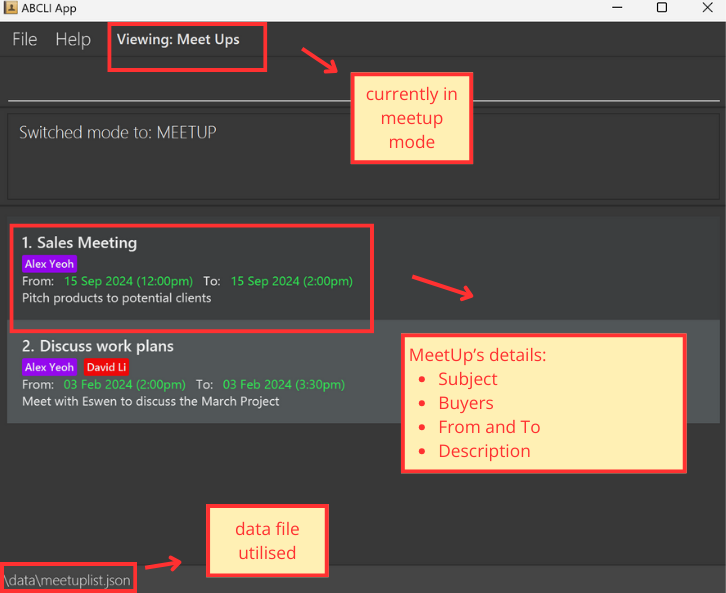 ABCLI App
File Help Viewing: Meet Ups
currently in
meetup
mode
Switched mode to: MEETUP
1. Sales Meeting
Alex Yeoh
From: 15 Sep 2024 (12:00pm) To: 15 Sep 2024 (2:00pm)
Pitch products to potential clients
2. Discuss work plans
Alex Yeoh David Li
From: 03 Feb 2024 (2:00pm) To: 03 Feb 2024 (3:30pm)
Meet with Eswen to discuss the March Project
MeetUp's details:
• Subject
• Buyers
• From and To
• Description
data file
utilised
\data\meetuplist.json